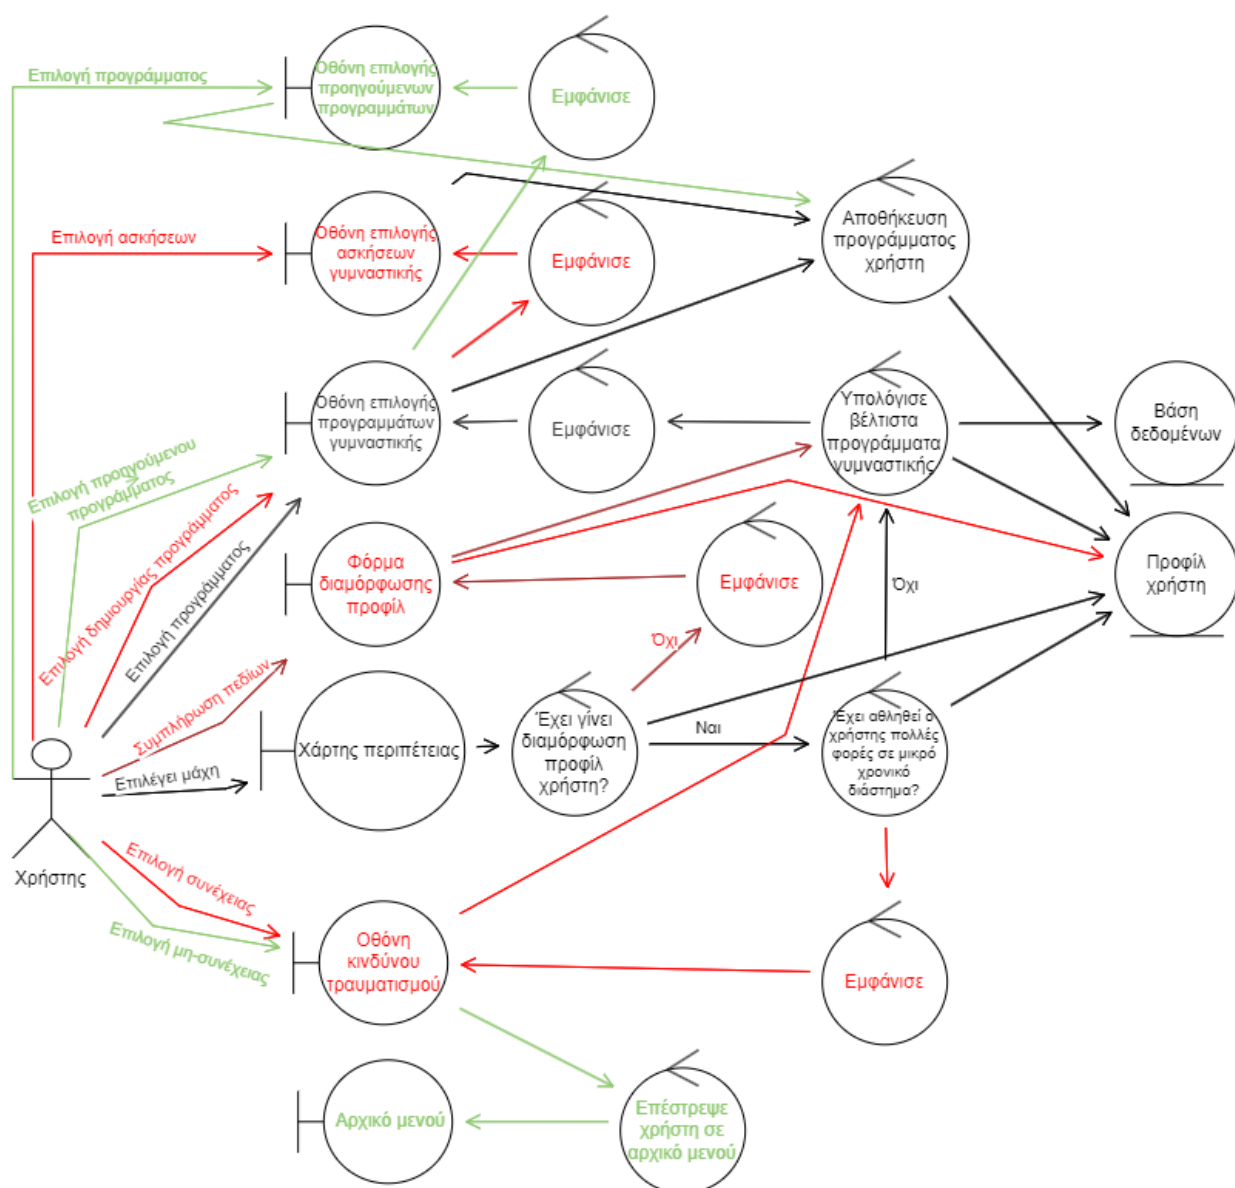 Επιλογή προγράμματος
Οθόνη επιλογής
προηγούμενων
προγραμμάτων
Εμφάνισε
Επιλογή ασκήσεων
Οθόνη επιλογής
ασκήσεων
γυμναστικής
Εμφάνισε
Αποθήκευση
προγράμματος
χρήστη
Οθόνη επιλογής
προγραμμάτων
γυμναστικής
Εμφάνισε
Υπολόγισε
βέλτιστα
προγράμματα
γυμναστικής
Βάση
δεδομένων
Επιλογή προηγούμενου
προγράμματος
Επιλογή δημιουργίας προγράμματος
Επιλογή προγράμματος
Φόρμα
διαμόρφωσης
προφίλ
Εμφάνισε
Όχι
Προφίλ
χρήστη
Όχι
Συμπλήρωση πεδίων
Επιλέγει μάχη
Χάρτης περιπέτειας
Έχει γίνει
διαμόρφωση
προφίλ
χρήστη?
Ναι
Έχει αθληθεί ο
χρήστης πολλές
φορές σε μικρό
χρονικό
διάστημα?
Χρήστης
Επιλογή συνέχειας
Επιλογή μη-συνέχειας
Οθόνη
κινδύνου
τραυματισμού
Εμφάνισε
Αρχικό μενού
Επέστρεψε
χρήστη σε
αρχικό μενού